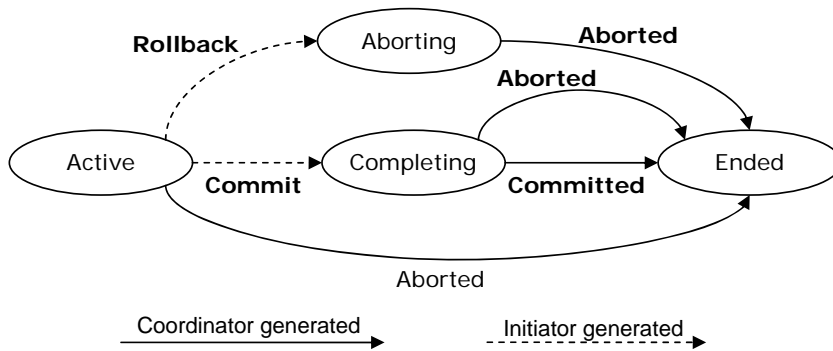 Rollback
Aborting
Aborted
Aborted
Active
Completing
Ended
Commit
Committed
Aborted
Coordinator generated
Initiator generated